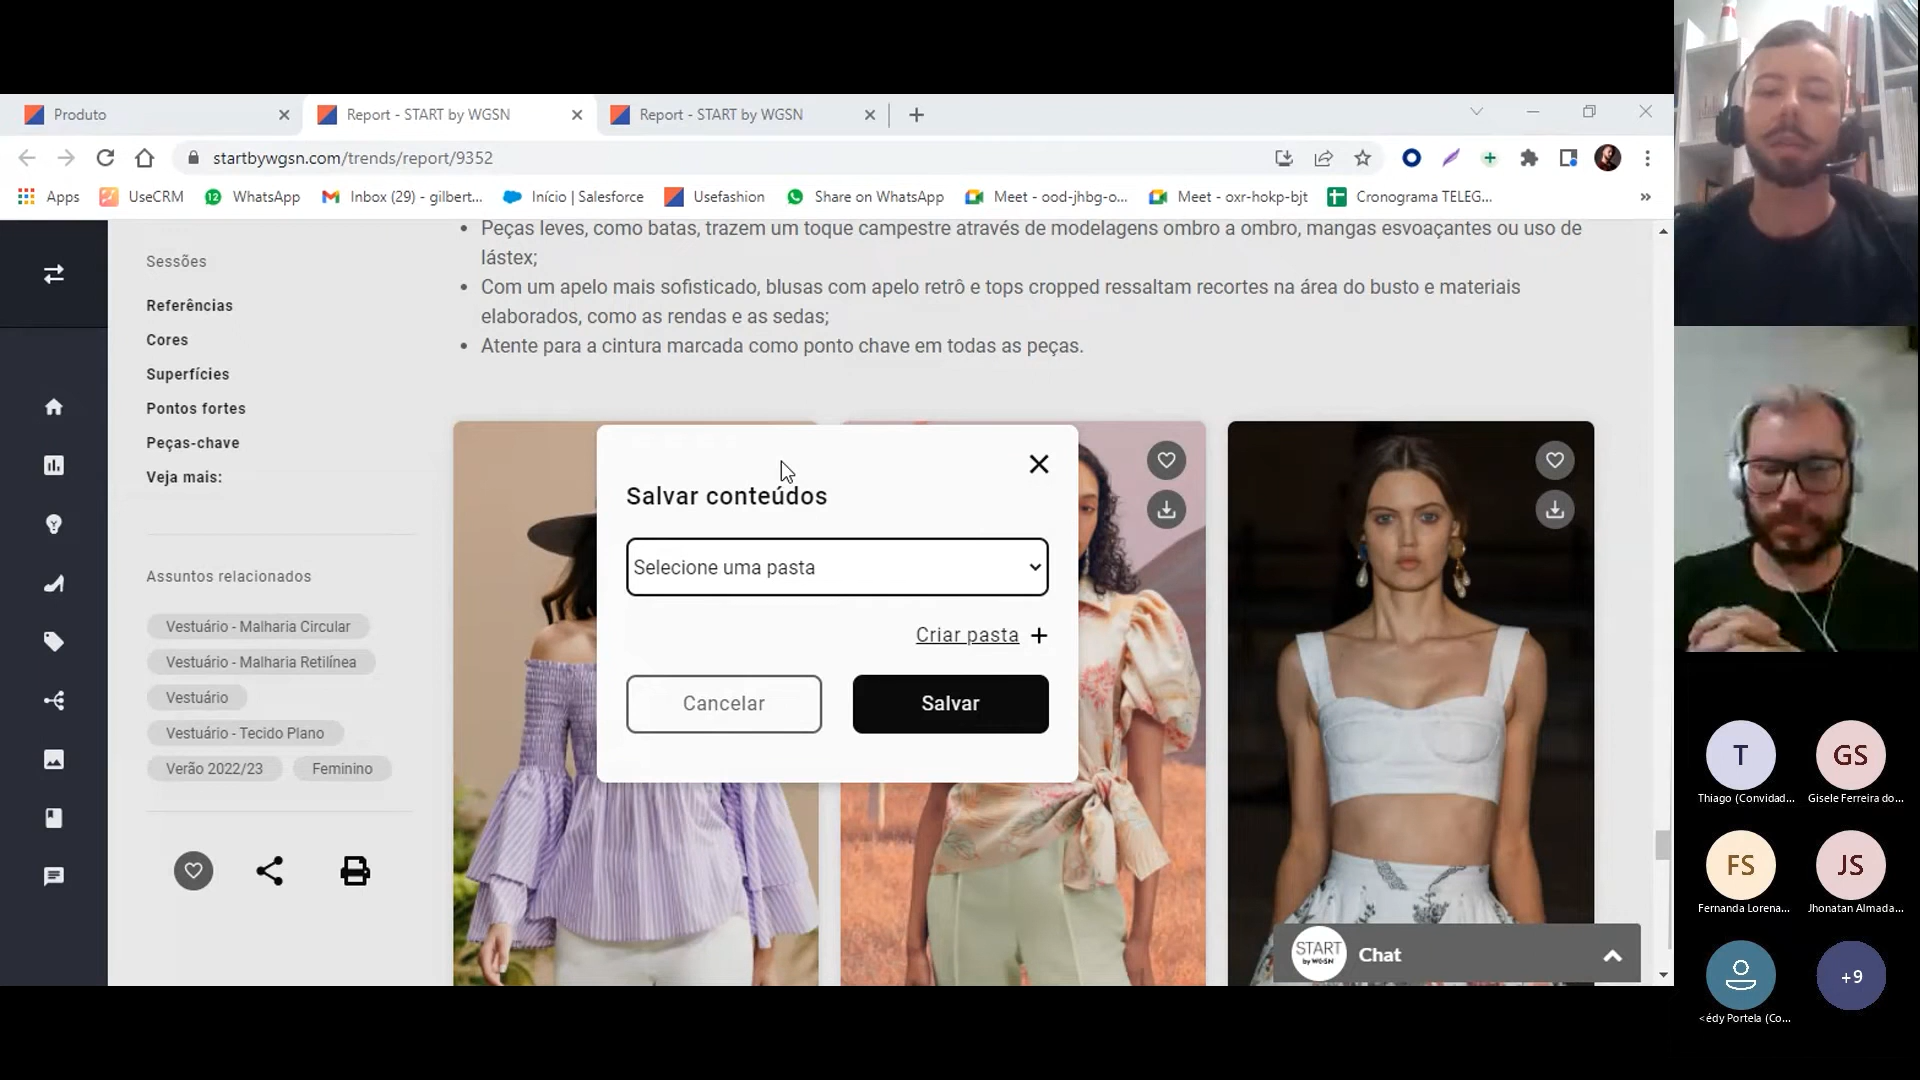 Produto
Report - START by WGSN
Report - START by WGSN
startbywgsn.com/trends/report/9352
Apps
UseCRM
12
WhatsApp
Inbox (29) - gilbert...
Início | Salesforce
Usefashion
Share on WhatsApp
Meet - ood-jhbg-o...
Meet - oxr-hokp-bjt
Cronograma TELEG...
»
Sessões
Referências
Cores
Superfícies
Pontos fortes
Peças-chave
Veja mais:
Assuntos relacionados
Vestuário - Malharia Circular
Vestuário - Malharia Retilínea
Vestuário
Vestuário - Tecido Plano
Verão 2022/23
Feminino
• Peças leves, como batas, trazem um toque campestre através de modelagens ombro a ombro, mangas esvoaçantes ou uso de
lástex;
• Com um apelo mais sofisticado, blusas com apelo retrô e tops cropped ressaltam recortes na área do busto e materiais
elaborados, como as rendas e as sedas;
• Atente para a cintura marcada como ponto chave em todas as peças.
Salvar conteúdos
Selecione uma pasta
Criar pasta +
Cancelar
Salvar
START
by WGSN
Chat
T
Thiago (Convidad...
GS
Gisele Ferreira do...
FS
Fernanda Lorena...
JS
Jhonatan Almada...
<édy Portela (Co...
+9